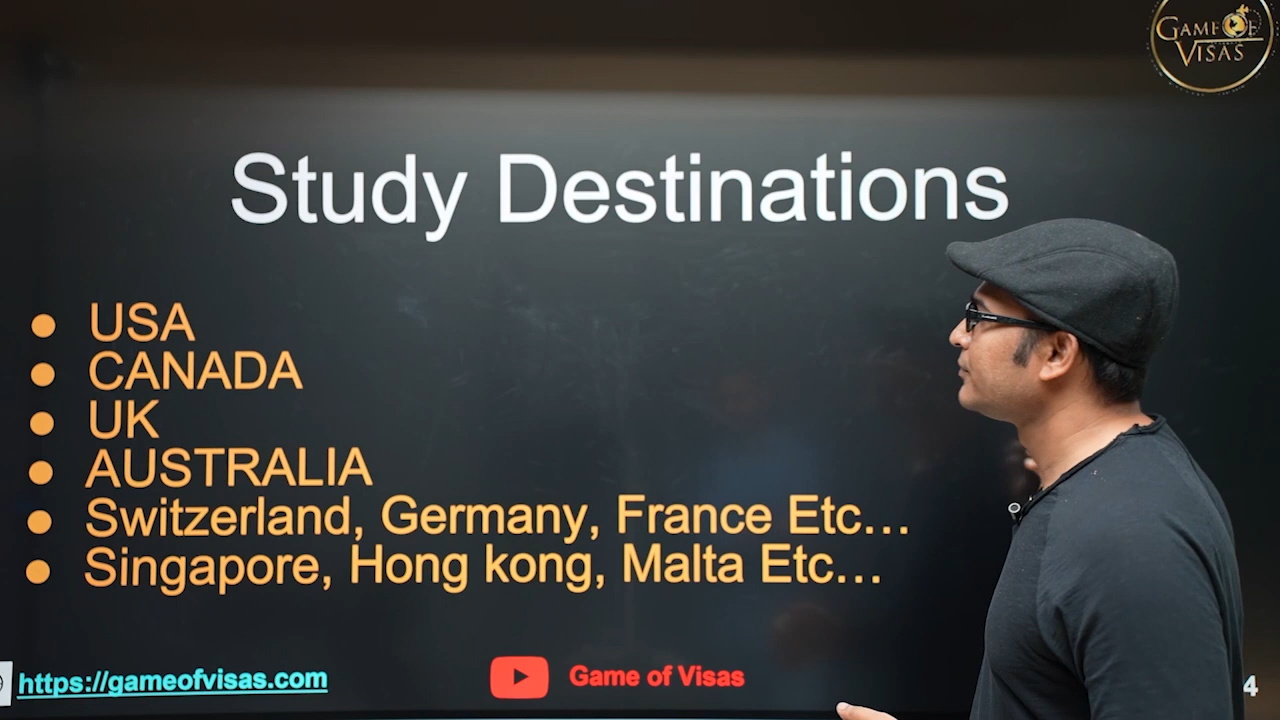 GAME OF
VISAS
Study Destinations
● USA
● CANADA
● UK
● AUSTRALIA
● Switzerland, Germany, France Etc...
● Singapore, Hong kong, Malta Etc...
https://gameofvisas.com
Game of Visas
4